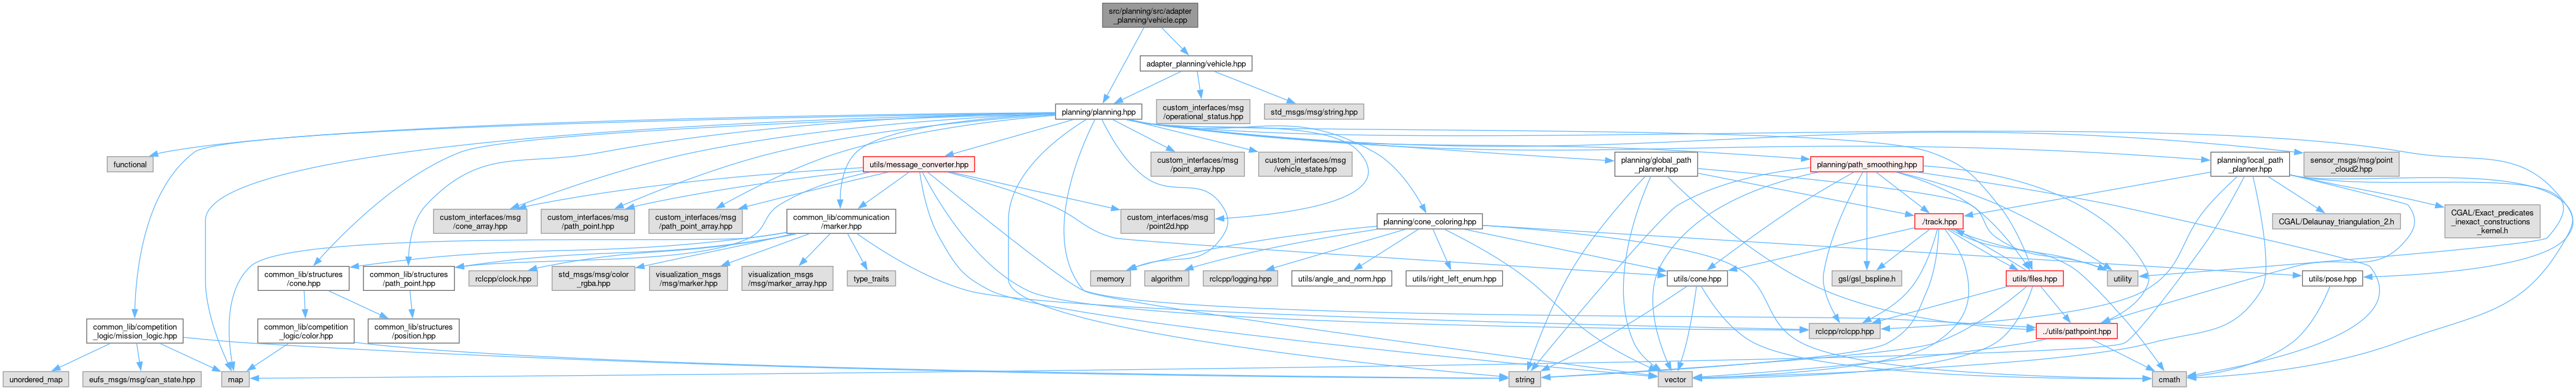 src/planning/src/adapter
_planning/vehicle.cpp
adapter_planning/vehicle.hpp
planning/planning.hpp
custom_interfaces/msg
/operational_status.hpp
std_msgs/msg/string.hpp
functional
utils/message_converter.hpp
custom_interfaces/msg
/point_array.hpp
custom_interfaces/msg
/vehicle_state.hpp
planning/global_path
_planner.hpp
planning/path_smoothing.hpp
planning/local_path
_planner.hpp
sensor_msgs/msg/point
_cloud2.hpp
custom_interfaces/msg
/cone_array.hpp
custom_interfaces/msg
/path_point.hpp
custom_interfaces/msg
/path_point_array.hpp
common_lib/communication
/marker.hpp
custom_interfaces/msg
/point2d.hpp
planning/cone_coloring.hpp
./track.hpp
CGAL/Delaunay_triangulation_2.h
CGAL/Exact_predicates
_inexact_constructions
_kernel.h
common_lib/structures
/cone.hpp
common_lib/structures
/path_point.hpp
rclcpp/clock.hpp
std_msgs/msg/color
_rgba.hpp
visualization_msgs
/msg/marker.hpp
visualization_msgs
/msg/marker_array.hpp
type_traits
memory
algorithm
rclcpp/logging.hpp
utils/angle_and_norm.hpp
utils/right_left_enum.hpp
utils/cone.hpp
gsl/gsl_bspline.h
utils/files.hpp
utility
utils/pose.hpp
common_lib/competition
_logic/mission_logic.hpp
common_lib/competition
_logic/color.hpp
common_lib/structures
/position.hpp
rclcpp/rclcpp.hpp
../utils/pathpoint.hpp
unordered_map
eufs_msgs/msg/can_state.hpp
map
string
vector
cmath